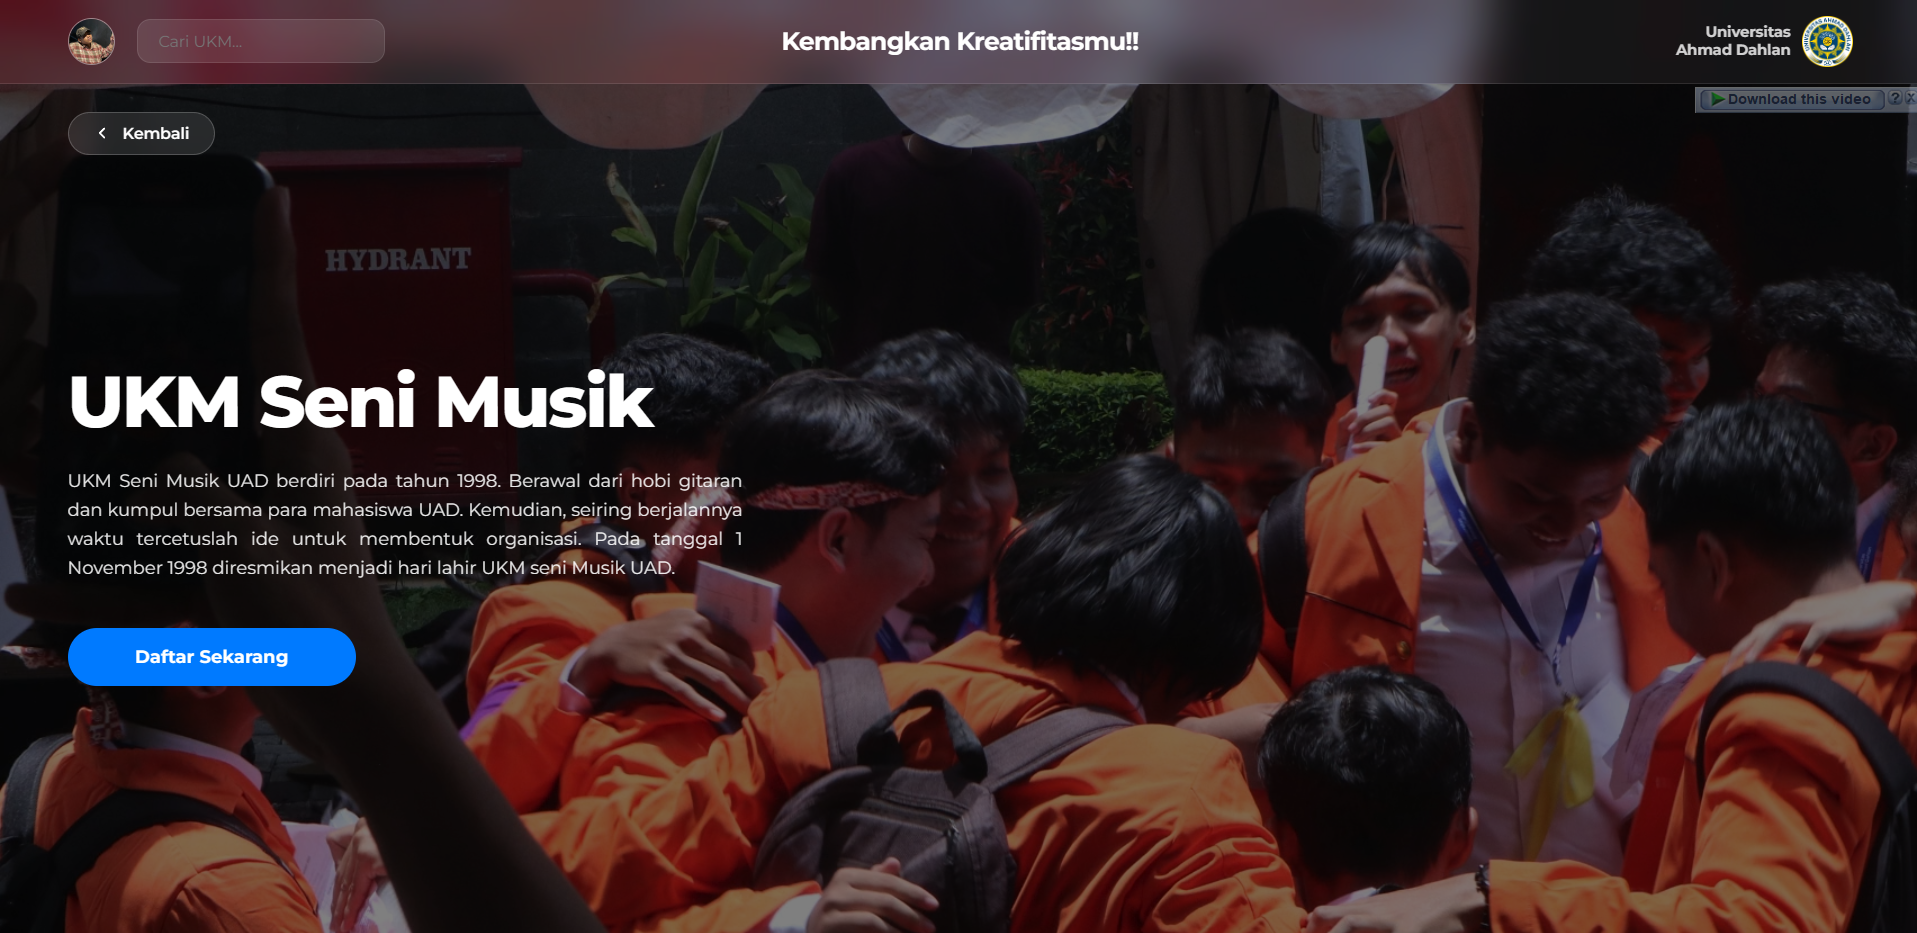 Cari UKM...
Kembangkan Kreatifitasmu!!
Universitas
Ahmad Dahlan
Download this video
?
X
Kembali
HYDRANT
UKM Seni Musik
UKM Seni Musik UAD berdiri pada tahun 1998. Berawal dari hobi gitaran
dan kumpul bersama para mahasiswa UAD. Kemudian, seiring berjalannya
waktu tercetuslah ide untuk membentuk organisasi. Pada tanggal 1
November 1998 diresmikan menjadi hari lahir UKM seni Musik UAD.
Daftar Sekarang